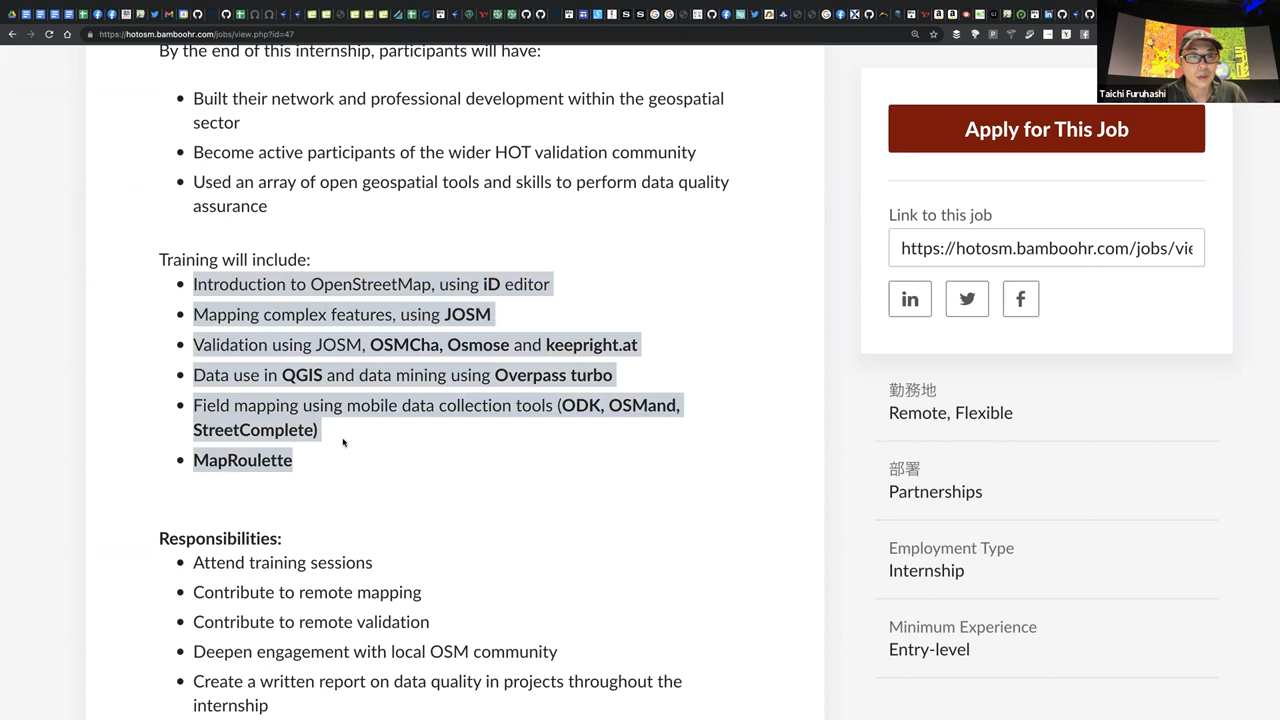 https://hotosm.bamboohr.com/jobs/view.php?id=47
Taichi Furuhashi
By the end of this internship, participants will have:
• Built their network and professional development within the geospatial
sector
• Become active participants of the wider HOT validation community
• Used an array of open geospatial tools and skills to perform data quality
assurance
Training will include:
• Introduction to OpenStreetMap, using iD editor
• Mapping complex features, using JOSM
• Validation using JOSM, OSMCha, Osmose and keepright.at
• Data use in QGIS and data mining using Overpass turbo
• Field mapping using mobile data collection tools (ODK, OSMand,
StreetComplete)
• MapRoulette
Responsibilities:
• Attend training sessions
• Contribute to remote mapping
• Contribute to remote validation
• Deepen engagement with local OSM community
• Create a written report on data quality in projects throughout the
internship
Apply for This Job
Link to this job
https://hotosm.bamboohr.com/jobs/vie
勤務地
Remote, Flexible
部署
Partnerships
Employment Type
Internship
Minimum Experience
Entry-level